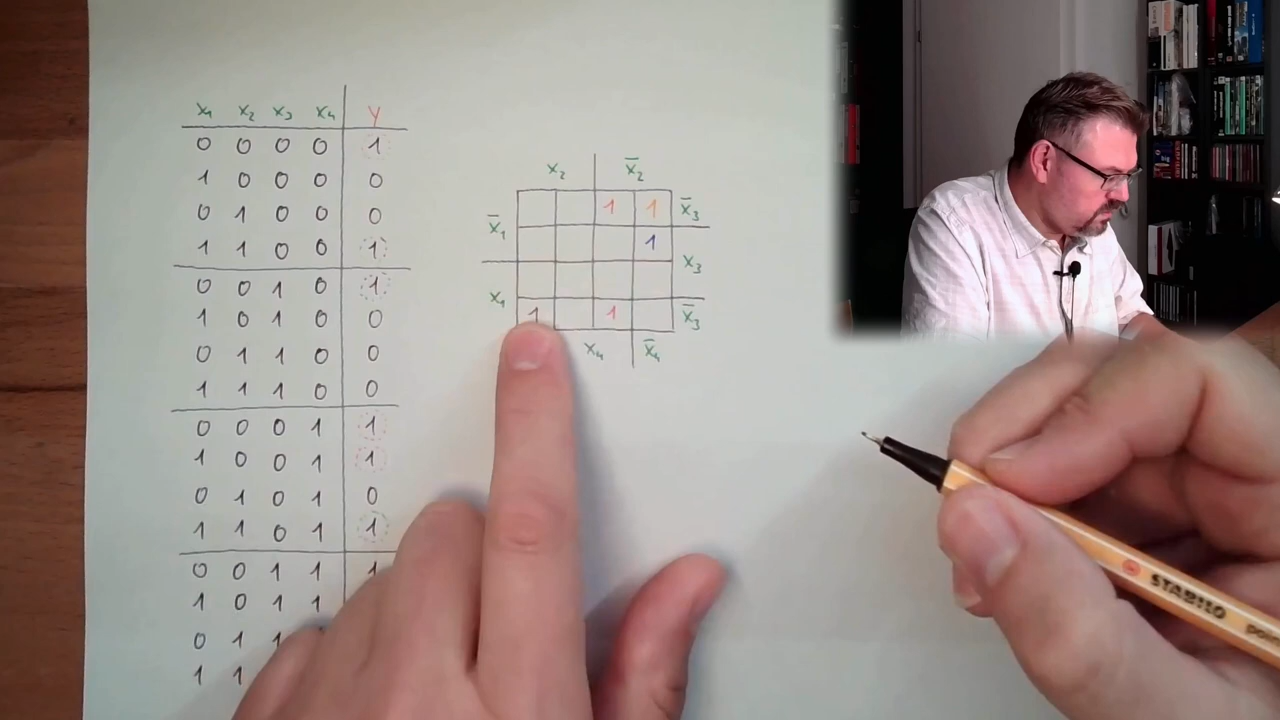 x₁ x₂ x₃ x₄ y
0 0 0 0 1
1 0 0 0 0
0 1 0 0 0
1 1 0 0 1
0 0 1 0 1
1 0 1 0 0
0 1 1 0 0
1 1 1 0 0
0 0 0 1 1
1 0 0 1 1
0 1 0 1 0
1 1 0 1 1
0 0 1 1 1
1 0 1 1
0 1 1
1 1
x₂ x̄₂
1 1 x̄₃
x̄₁
1
x₃
x₁
1 1 x̄₃
x₄ x̄₄
STABILO